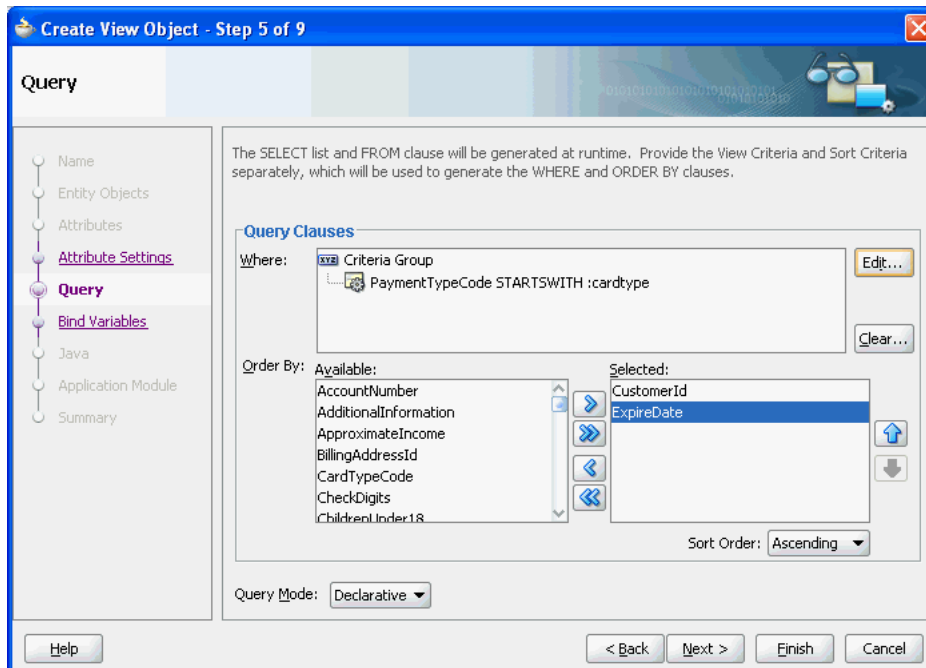 Create View Object - Step 5 of 9
Query
Name
Entity Objects
Attributes
Attribute Settings
Query
Bind Variables
Java
Application Module
Summary
The SELECT list and FROM clause will be generated at runtime. Provide the View Criteria and Sort Criteria
separately, which will be used to generate the WHERE and ORDER BY clauses.
Query Clauses
Where:
XYZ Criteria Group
PaymentTypeCode STARTSWITH :cardtype
Edit...
Clear...
Order By:
Available:
AccountNumber
AdditionalInformation
ApproximateIncome
BillingAddressId
CardTypeCode
CheckDigits
ChildrenUnder18
Selected:
CustomerId
ExpireDate
Sort Order: Ascending
Query Mode: Declarative
Help
< Back
Next >
Finish
Cancel